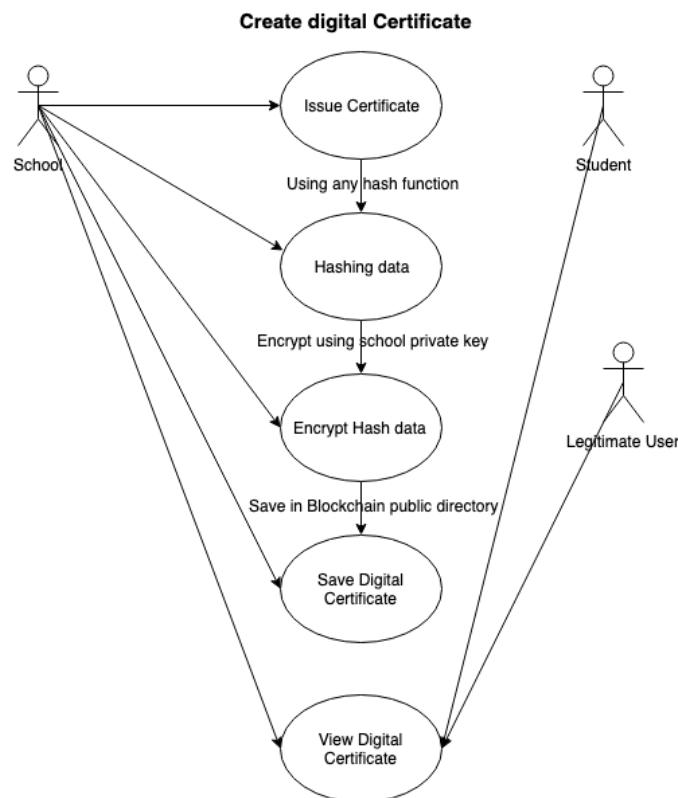 Create digital Certificate
Issue Certificate
School
Student
Using any hash function
Hashing data
Encrypt using school private key
Encrypt Hash data
Legitimate User
Save in Blockchain public directory
Save Digital
Certificate
View Digital
Certificate